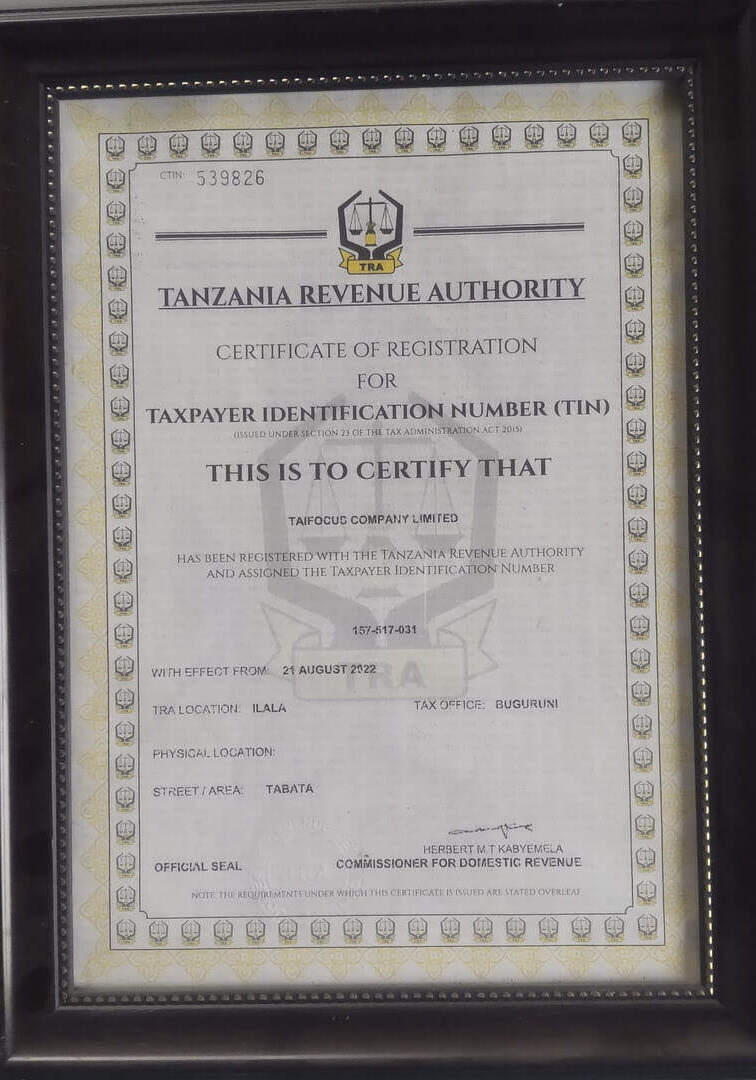 CTIN: 539826
TRA
TANZANIA REVENUE AUTHORITY
CERTIFICATE OF REGISTRATION
FOR
TAXPAYER IDENTIFICATION NUMBER (TIN)
(ISSUED UNDER SECTION 23 OF THE TAX ADMINISTRATION ACT 2015)
THIS IS TO CERTIFY THAT
TAIFOCUS COMPANY LIMITED
HAS BEEN REGISTERED WITH THE TANZANIA REVENUE AUTHORITY
AND ASSIGNED THE TAXPAYER IDENTIFICATION NUMBER
157-517-031
WITH EFFECT FROM: 21 AUGUST 2022
TRA
TRA LOCATION: ILALA TAX OFFICE: BUGURUNI
PHYSICAL LOCATION:
STREET / AREA: TABATA
HERBERT M.T KABYEMELA
OFFICIAL SEAL COMMISSIONER FOR DOMESTIC REVENUE
NOTE: THE REQUIREMENTS UNDER WHICH THIS CERTIFICATE IS ISSUED ARE STATED OVERLEAF